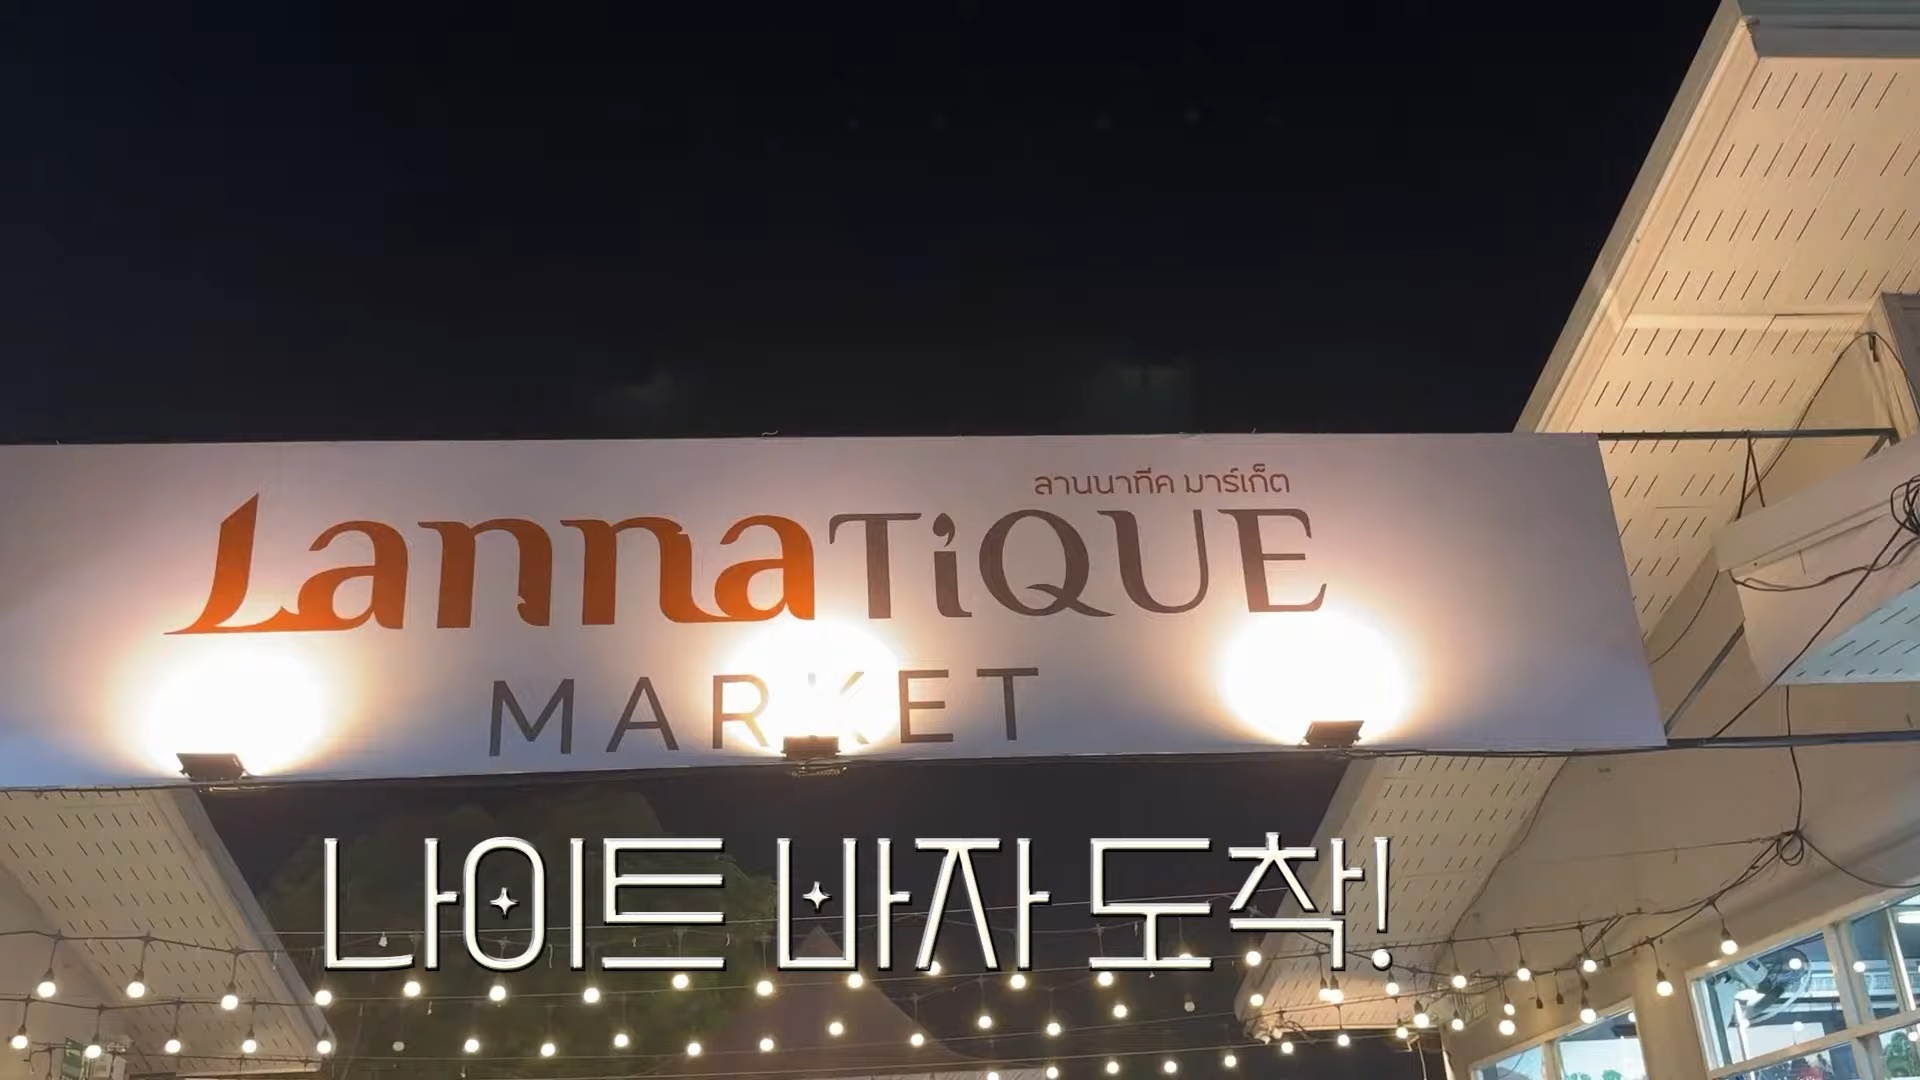 ลานนาทีค มาร์เก็ต
LannaTiQUE
MARKET
나이트 바자 도착!